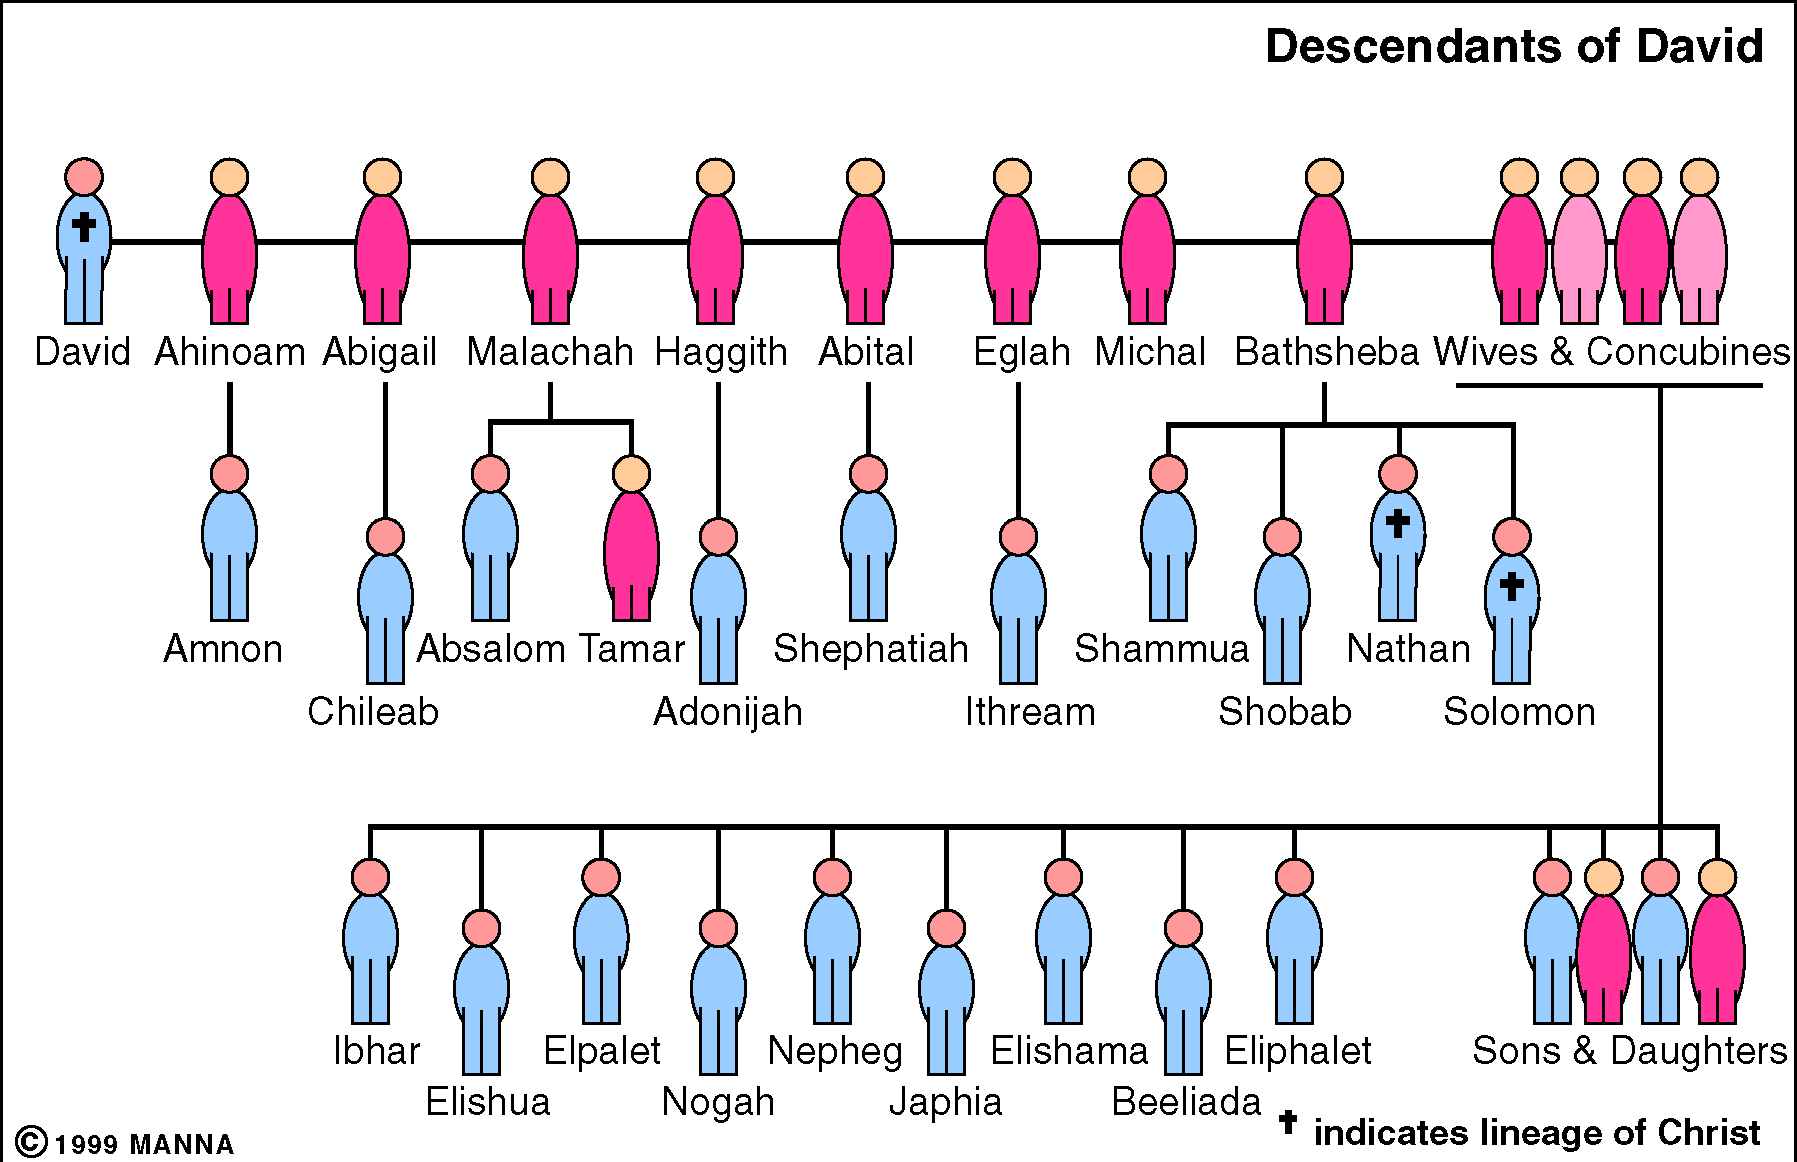 Descendants of David
David Ahinoam Abigail Malachah Haggith Abital Eglah Michal Bathsheba Wives & Concubines
Amnon Absalom Tamar Shephatiah Shammua Nathan
Chileab Adonijah Ithream Shobab Solomon
Ibhar Elpalet Nepheg Elishama Eliphalet Sons & Daughters
Elishua Nogah Japhia Beeliada
✝ indicates lineage of Christ
© 1999 MANNA